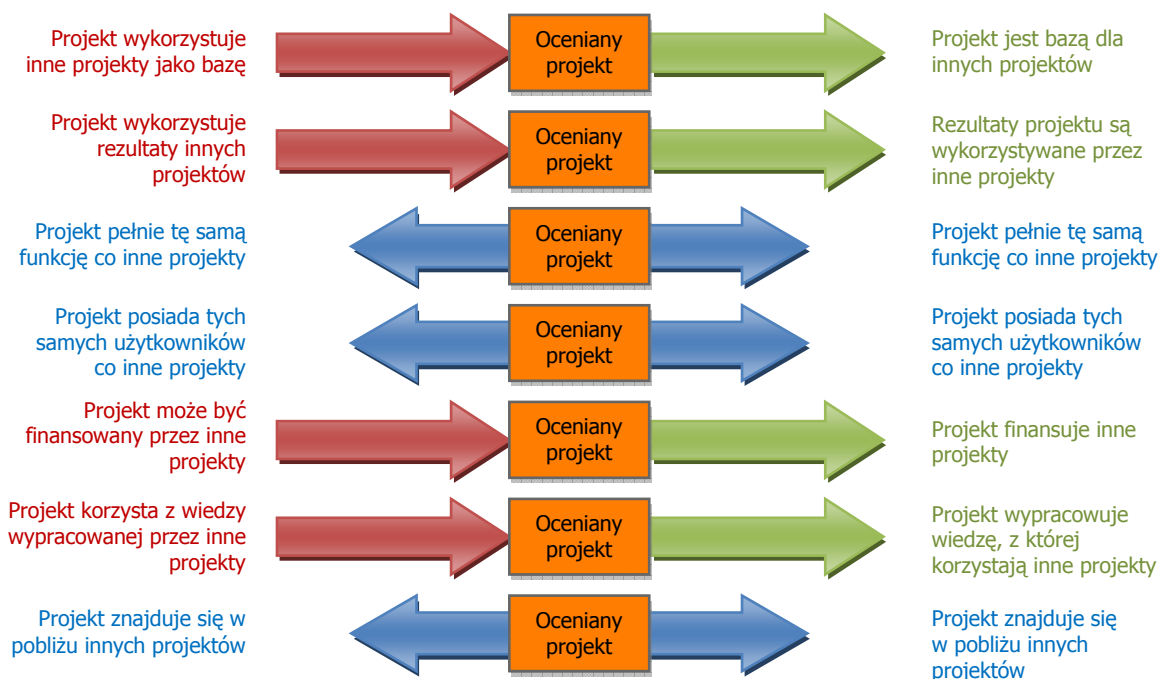 Projekt wykorzystuje
inne projekty jako bazę
Oceniany
projekt
Projekt jest bazą dla
innych projektów
Projekt wykorzystuje
rezultaty innych
projektów
Oceniany
projekt
Rezultaty projektu są
wykorzystywane przez
inne projekty
Projekt pełnie tę samą
funkcję co inne projekty
Oceniany
projekt
Projekt pełnie tę samą
funkcję co inne projekty
Projekt posiada tych
samych użytkowników
co inne projekty
Oceniany
projekt
Projekt posiada tych
samych użytkowników
co inne projekty
Projekt może być
finansowany przez inne
projekty
Oceniany
projekt
Projekt finansuje inne
projekty
Projekt korzysta z wiedzy
wypracowanej przez inne
projekty
Oceniany
projekt
Projekt wypracowuje
wiedzę, z której
korzystają inne projekty
Projekt znajduje się w
pobliżu innych projektów
Oceniany
projekt
Projekt znajduje się
w pobliżu innych
projektów